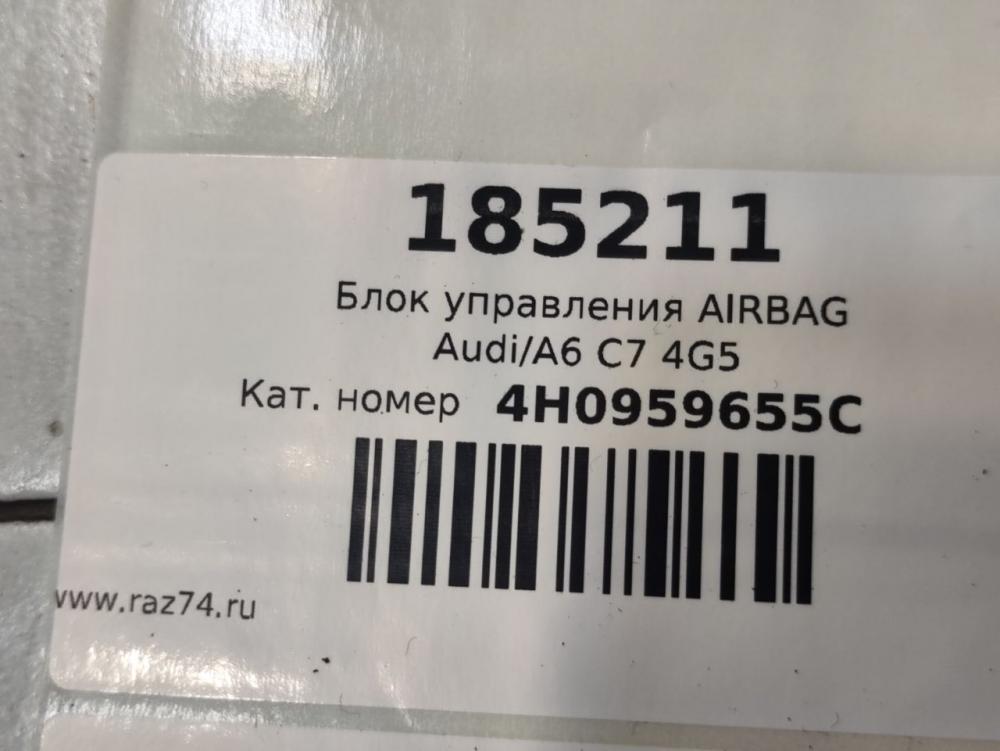 185211
Блок управления AIRBAG
Audi/A6 C7 4G5
Кат. номер 4H0959655C
www.raz74.ru